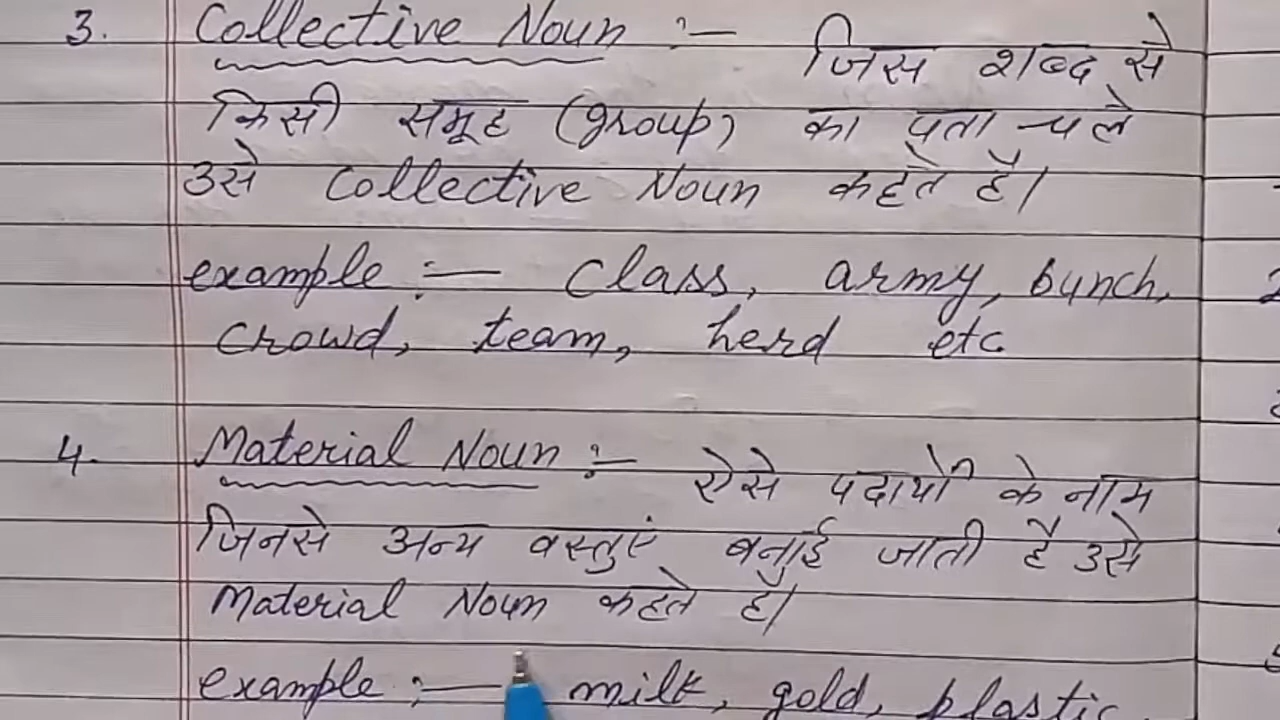 3. Collective Noun :- जिस शब्द से
किसी समूह (group) का पता चले
उसे Collective Noun कहते हैं।
example :- Class, army, bunch,
crowd, team, herd etc
4. Material Noun :- ऐसे पदार्थों के नाम
जिनसे अन्य वस्तुएं बनाई जाती है उसे
Material Noun कहते हैं।
example :- milk, gold, plastic,